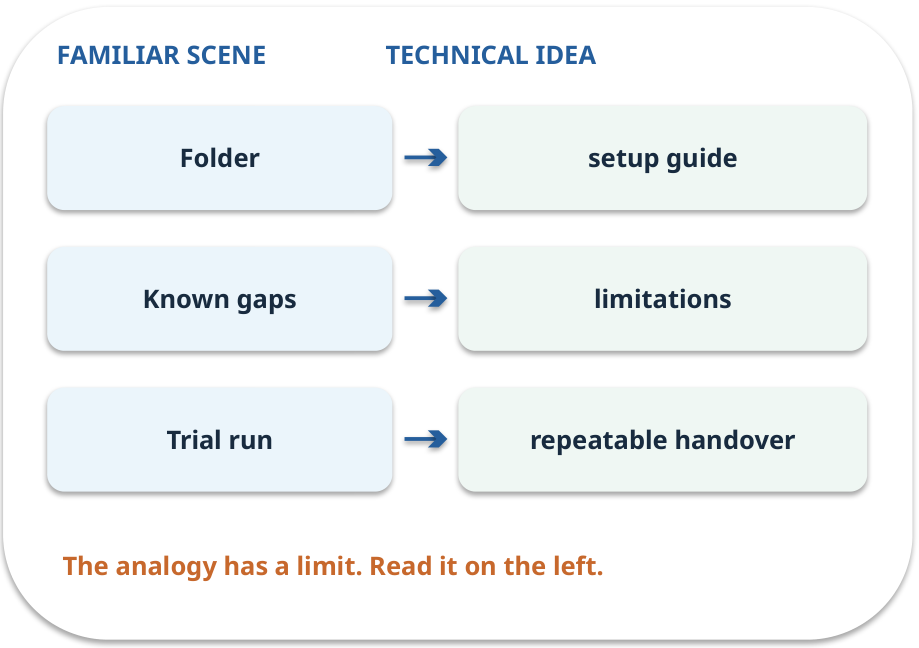 FAMILIAR SCENE TECHNICAL IDEA
Folder → setup guide
Known gaps → limitations
Trial run → repeatable handover
The analogy has a limit. Read it on the left.